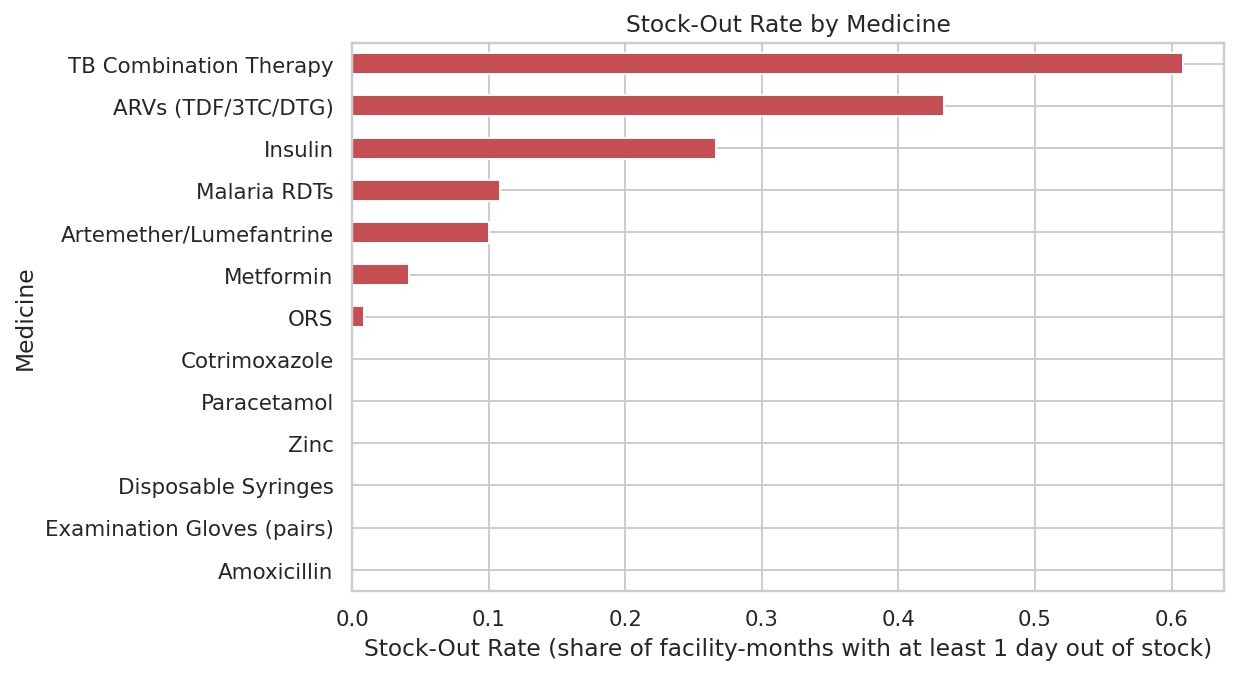 Stock-Out Rate by Medicine
TB Combination Therapy
ARVs (TDF/3TC/DTG)
Insulin
Malaria RDTs
Artemether/Lumefantrine
Metformin
ORS
Cotrimoxazole
Paracetamol
Zinc
Disposable Syringes
Examination Gloves (pairs)
Amoxicillin
Medicine
0.0 0.1 0.2 0.3 0.4 0.5 0.6
Stock-Out Rate (share of facility-months with at least 1 day out of stock)